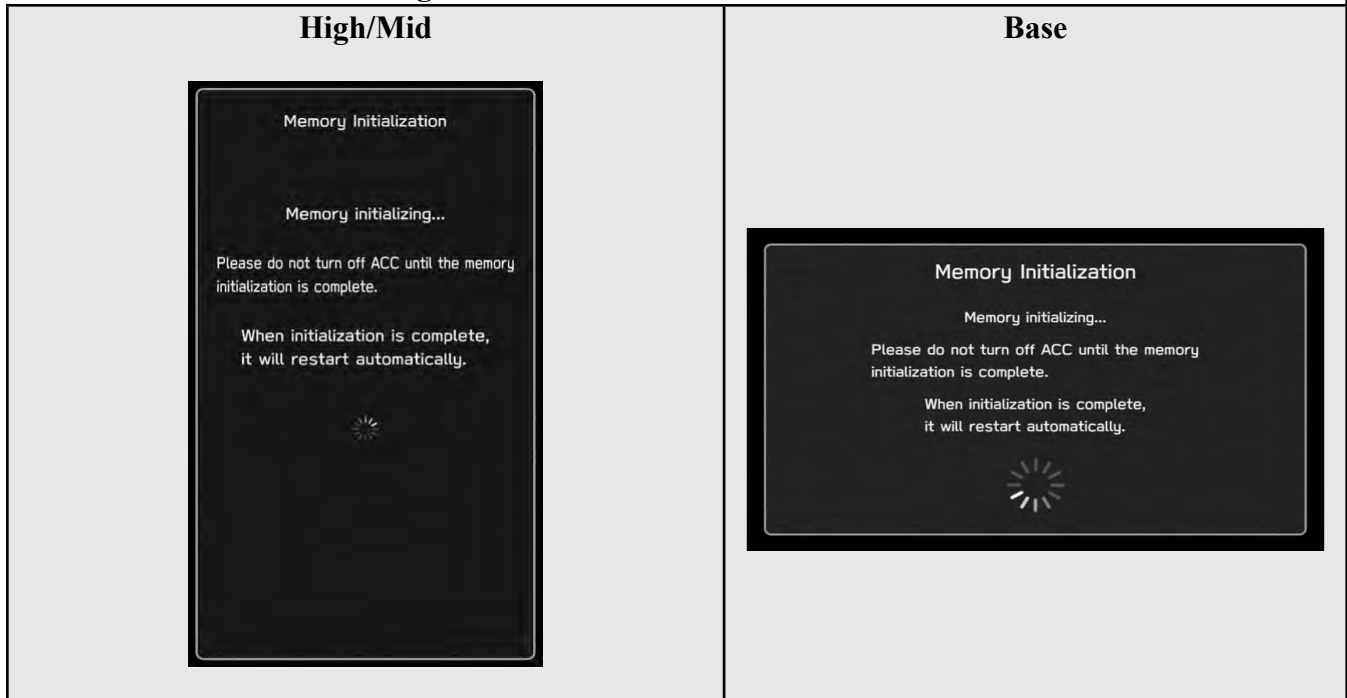 High/Mid
Memory Initialization
Memory initializing...
Please do not turn off ACC until the memory
initialization is complete.
When initialization is complete,
it will restart automatically.
Base
Memory Initialization
Memory initializing...
Please do not turn off ACC until the memory
initialization is complete.
When initialization is complete,
it will restart automatically.